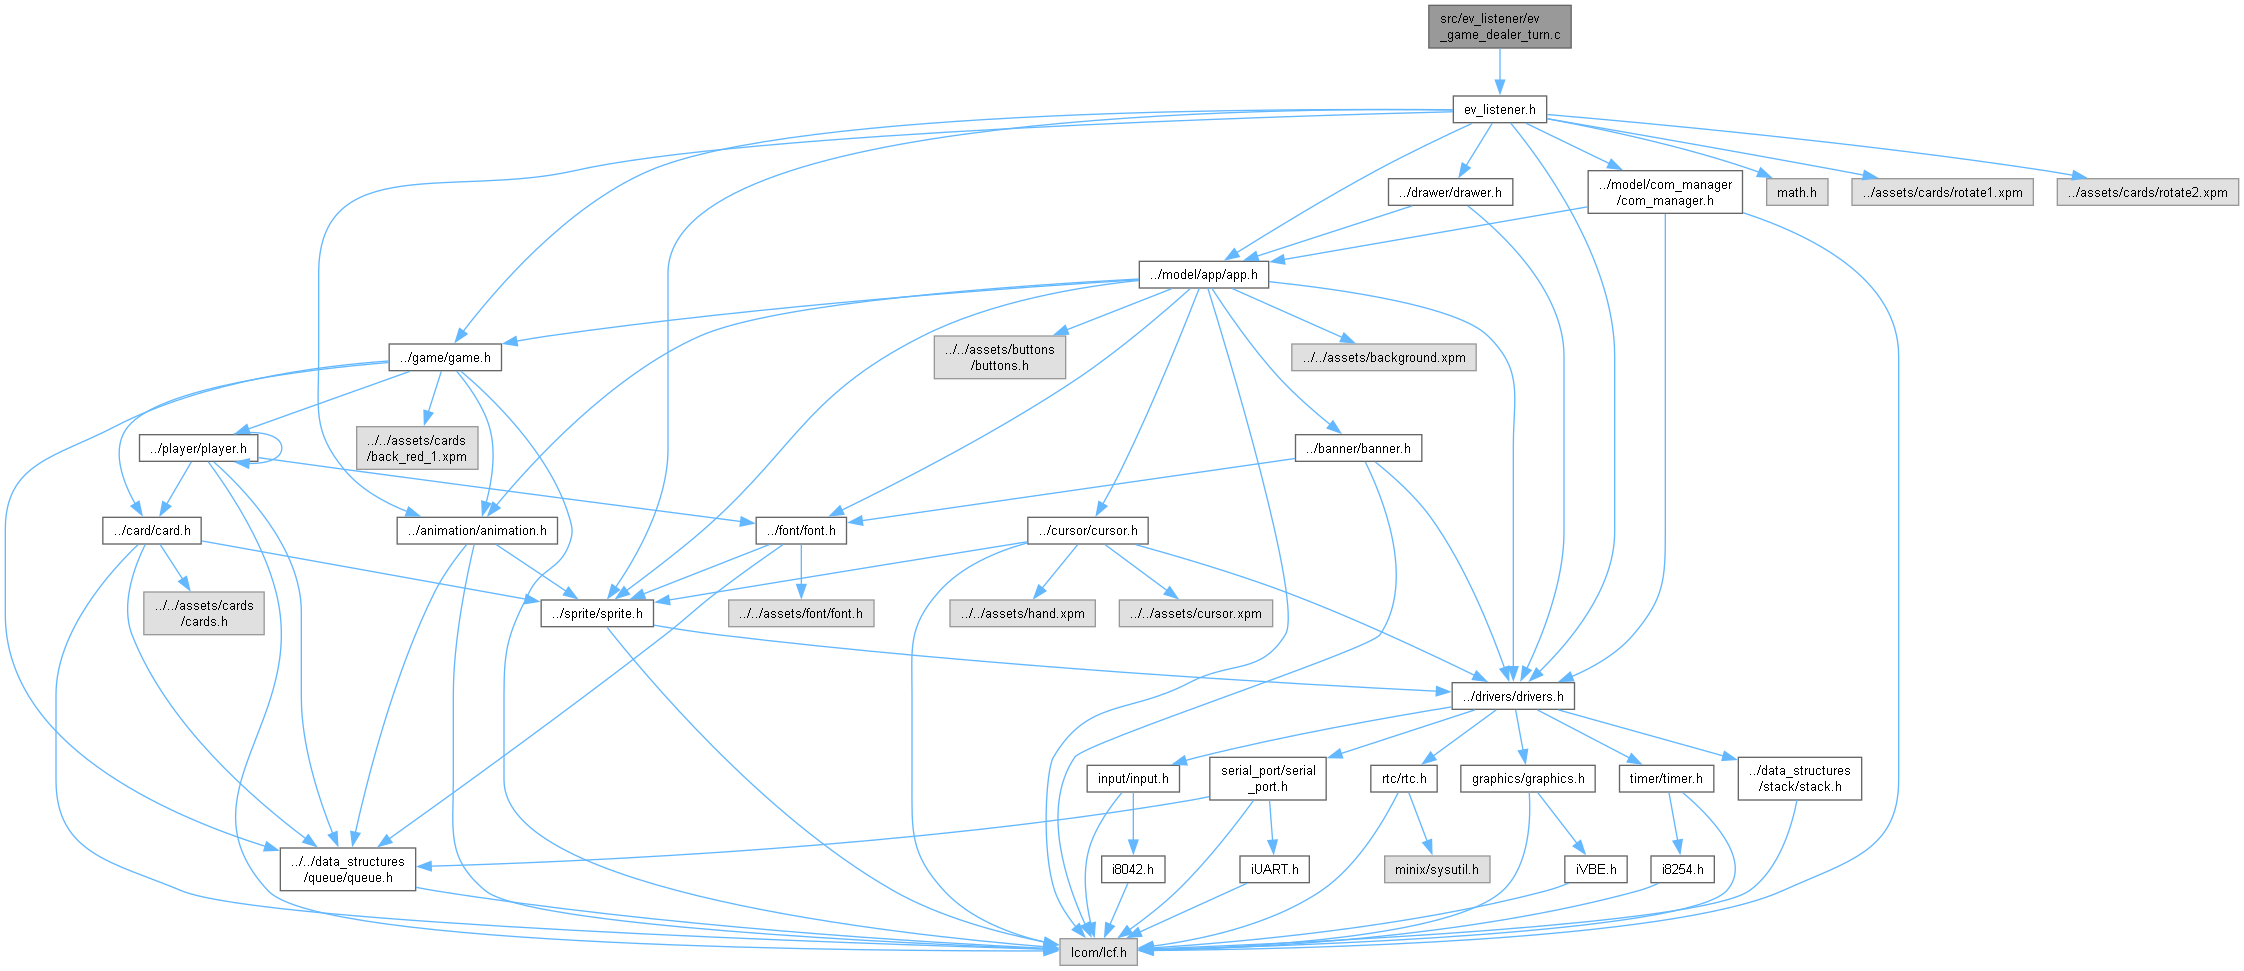 src/ev_listener/ev
_game_dealer_turn.c
ev_listener.h
../drawer/drawer.h
../model/com_manager
/com_manager.h
math.h
../assets/cards/rotate1.xpm
../assets/cards/rotate2.xpm
../model/app/app.h
../game/game.h
../../assets/buttons
/buttons.h
../../assets/background.xpm
../player/player.h
../../assets/cards
/back_red_1.xpm
../banner/banner.h
../card/card.h
../animation/animation.h
../font/font.h
../cursor/cursor.h
../../assets/cards
/cards.h
../sprite/sprite.h
../../assets/font/font.h
../../assets/hand.xpm
../../assets/cursor.xpm
../drivers/drivers.h
input/input.h
serial_port/serial
_port.h
rtc/rtc.h
graphics/graphics.h
timer/timer.h
../data_structures
/stack/stack.h
../../data_structures
/queue/queue.h
i8042.h
iUART.h
minix/sysutil.h
iVBE.h
i8254.h
lcom/lcf.h